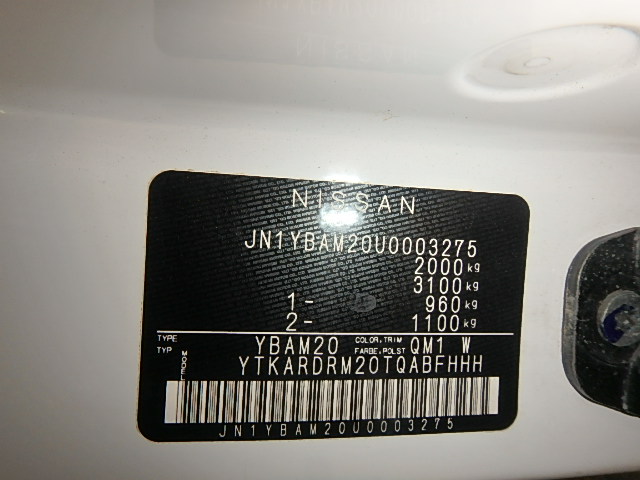 NISSAN
JN1YBAM20U0003275
2000 kg
3100 kg
1- 960 kg
2- 1100 kg
TYPE TYP YBAM20 COLOR,TRIM FARBE,POLST QM1 W
MODEL YTKARDRM20TQABFHHH
JN1YBAM20U0003275